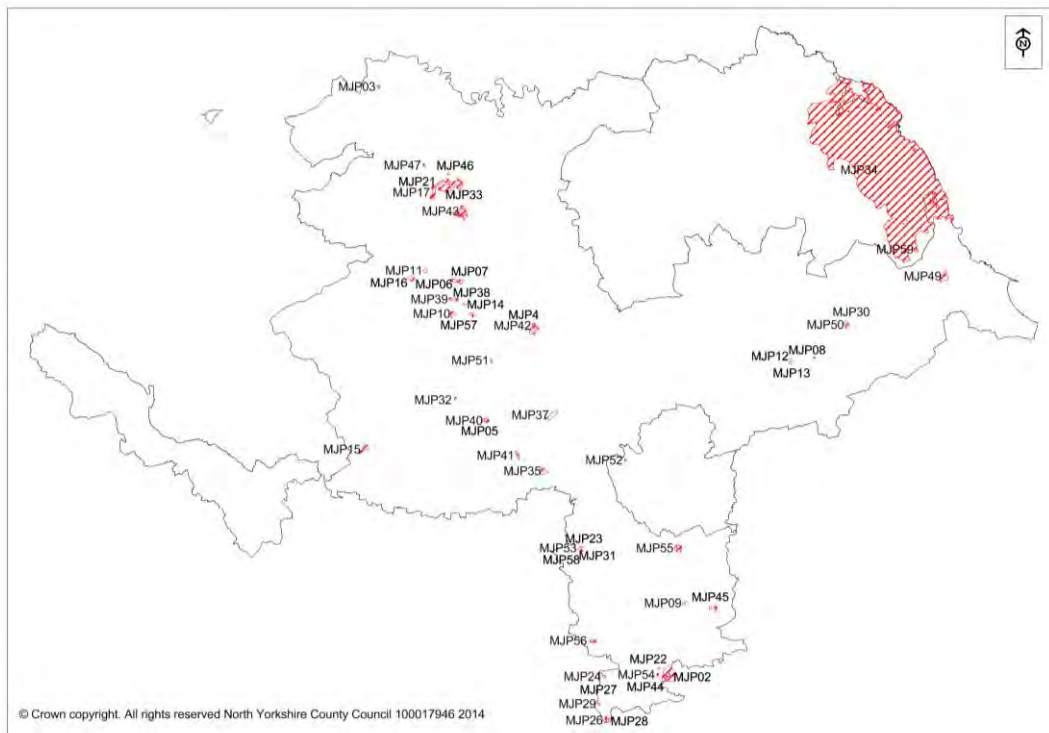 N
MJP03
MJP47
MJP46
MJP21
MJP34
MJP17
MJP33
MJP43
MJP59
MJP11
MJP07
MJP49
MJP16
MJP06
MJP38
MJP39
MJP14
MJP10
MJP4
MJP30
MJP57
MJP42
MJP50
MJP08
MJP12
MJP51
MJP13
MJP32
MJP37
MJP40
MJP05
MJP15
MJP41
MJP52
MJP35
MJP23
MJP53
MJP55
MJP31
MJP58
MJP09
MJP45
MJP56
MJP22
MJP24
MJP54
MJP02
MJP27
MJP44
MJP29
MJP26
MJP28
© Crown copyright. All rights reserved North Yorkshire County Council 100017946 2014